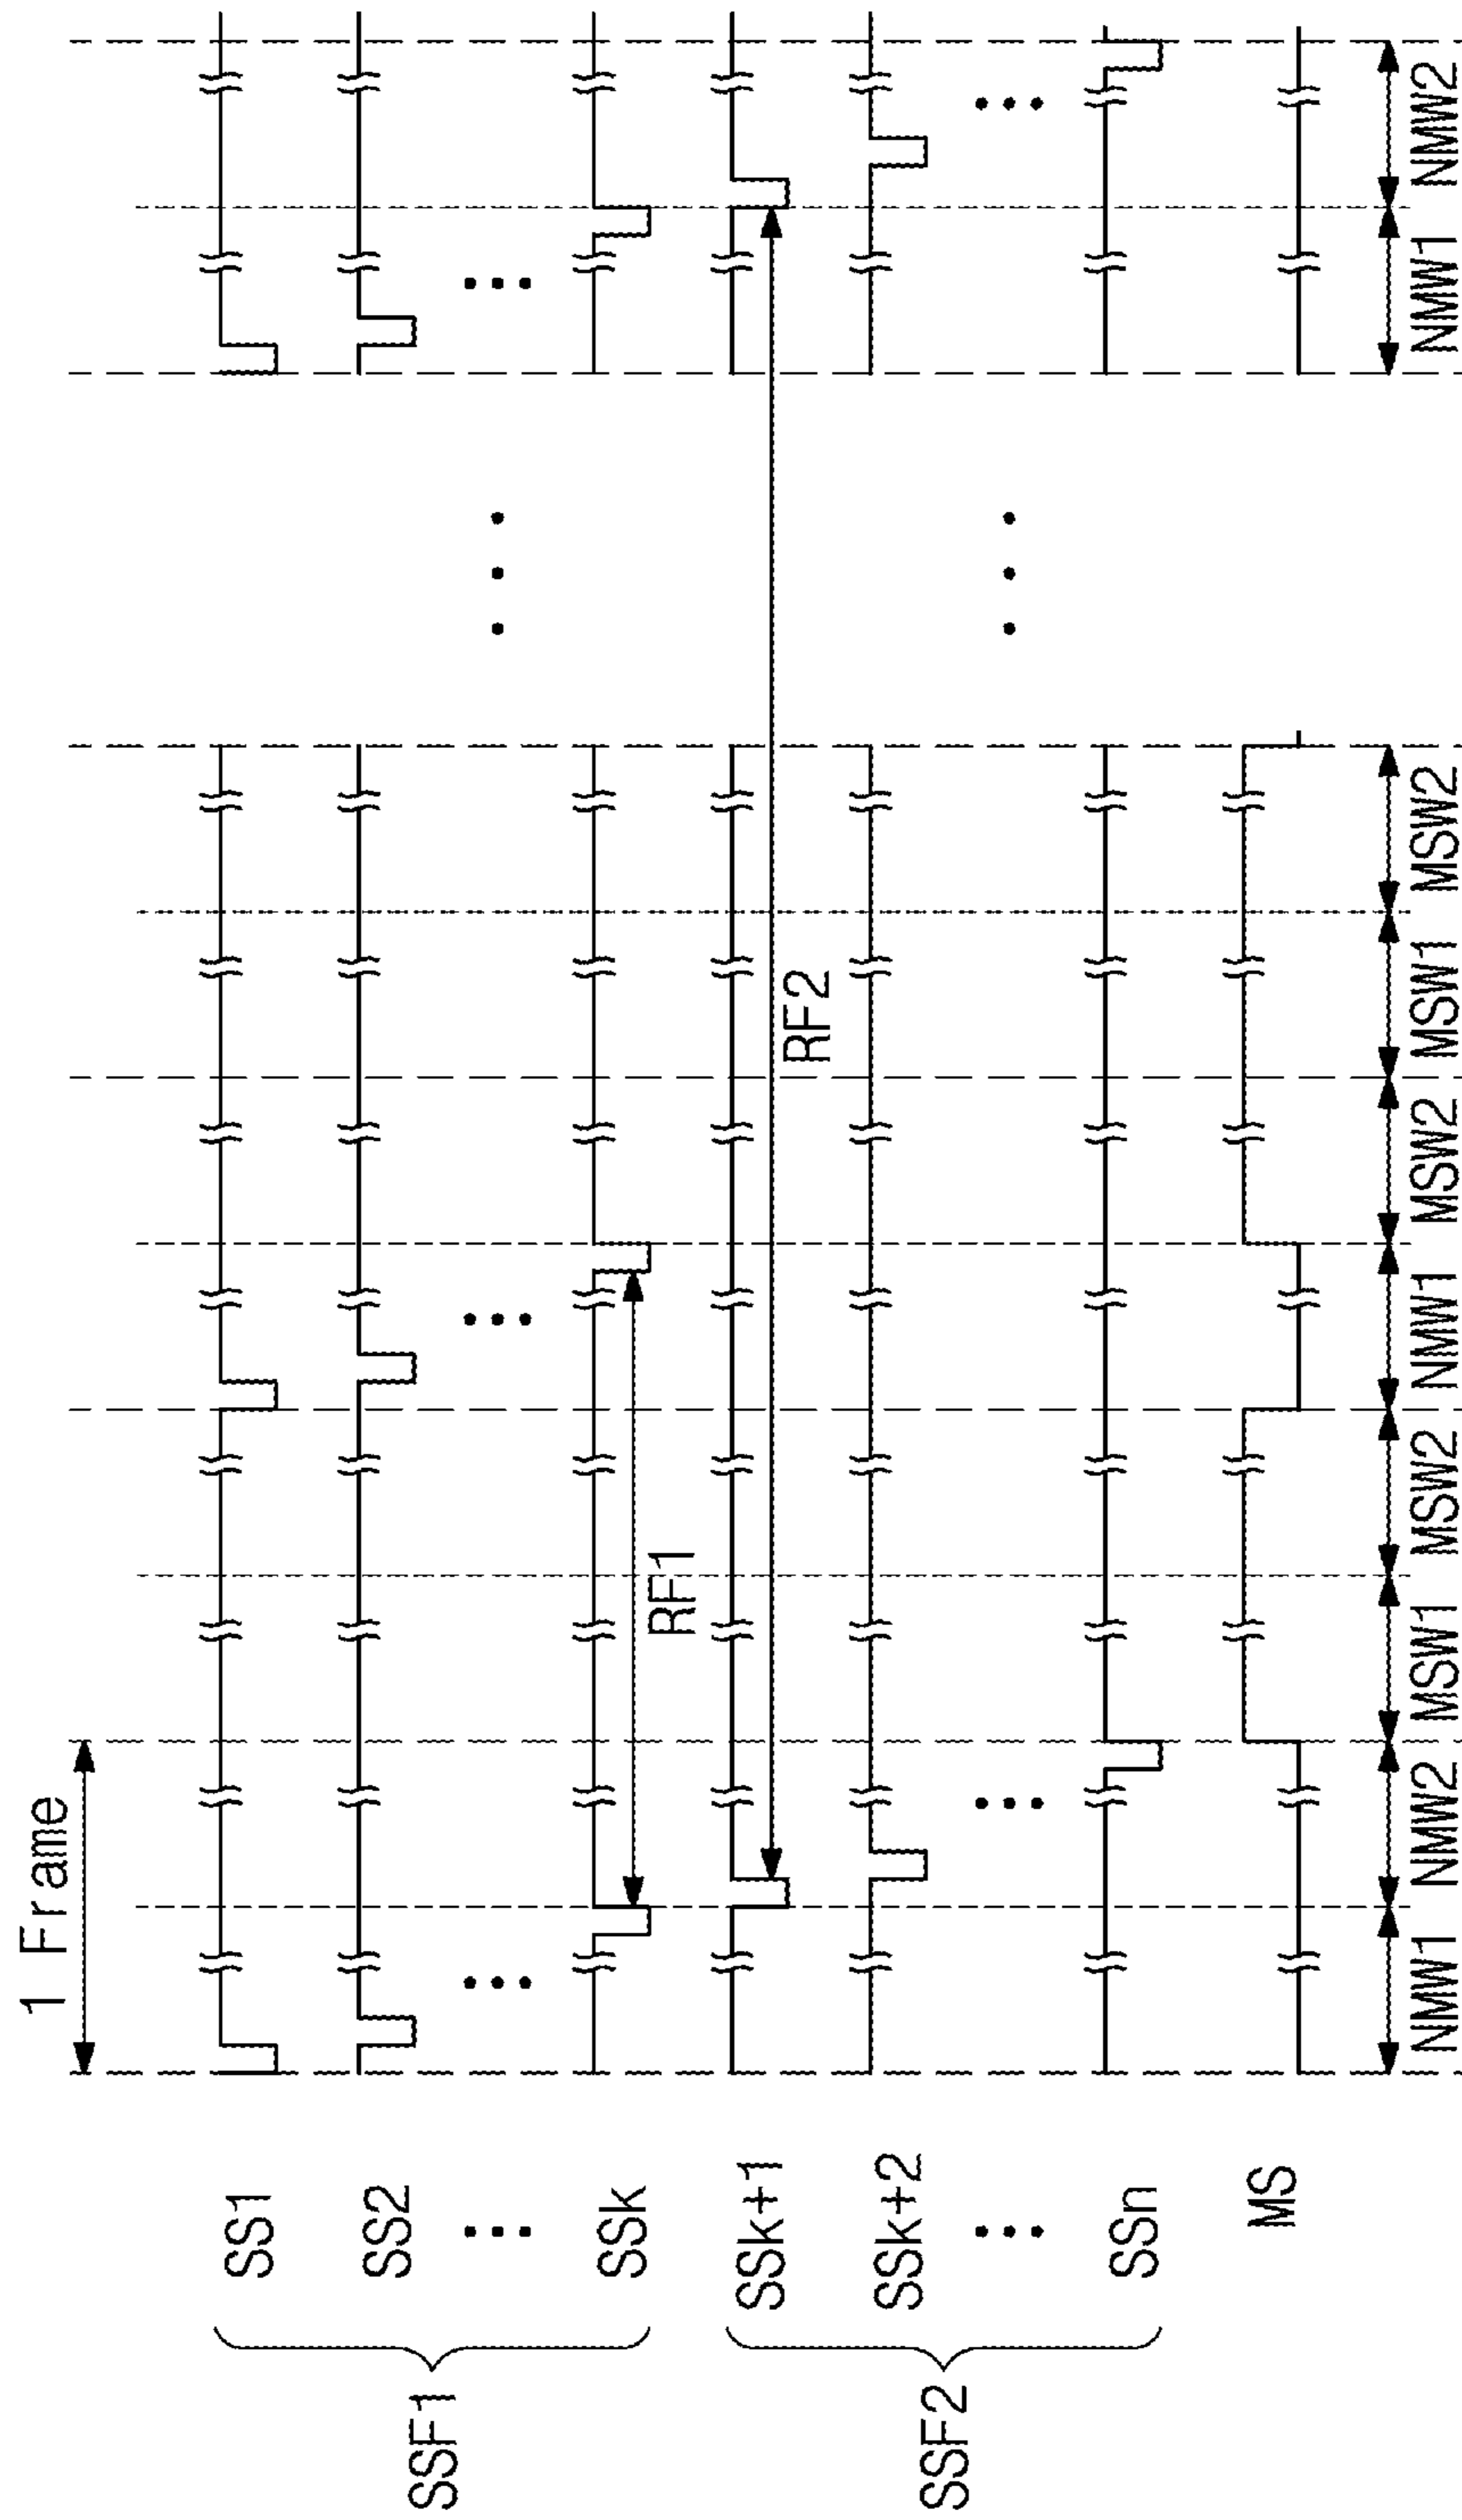 1 Frame
SSF1
SS1
SS2
SSk
RF1
SSF2
SSk+1
RF2
SSk+2
SSn
MS
NMW1 NMW2 MSW1 MSW2 NMW1 MSW2 MSW1 MSW2 NMW1 NMW2